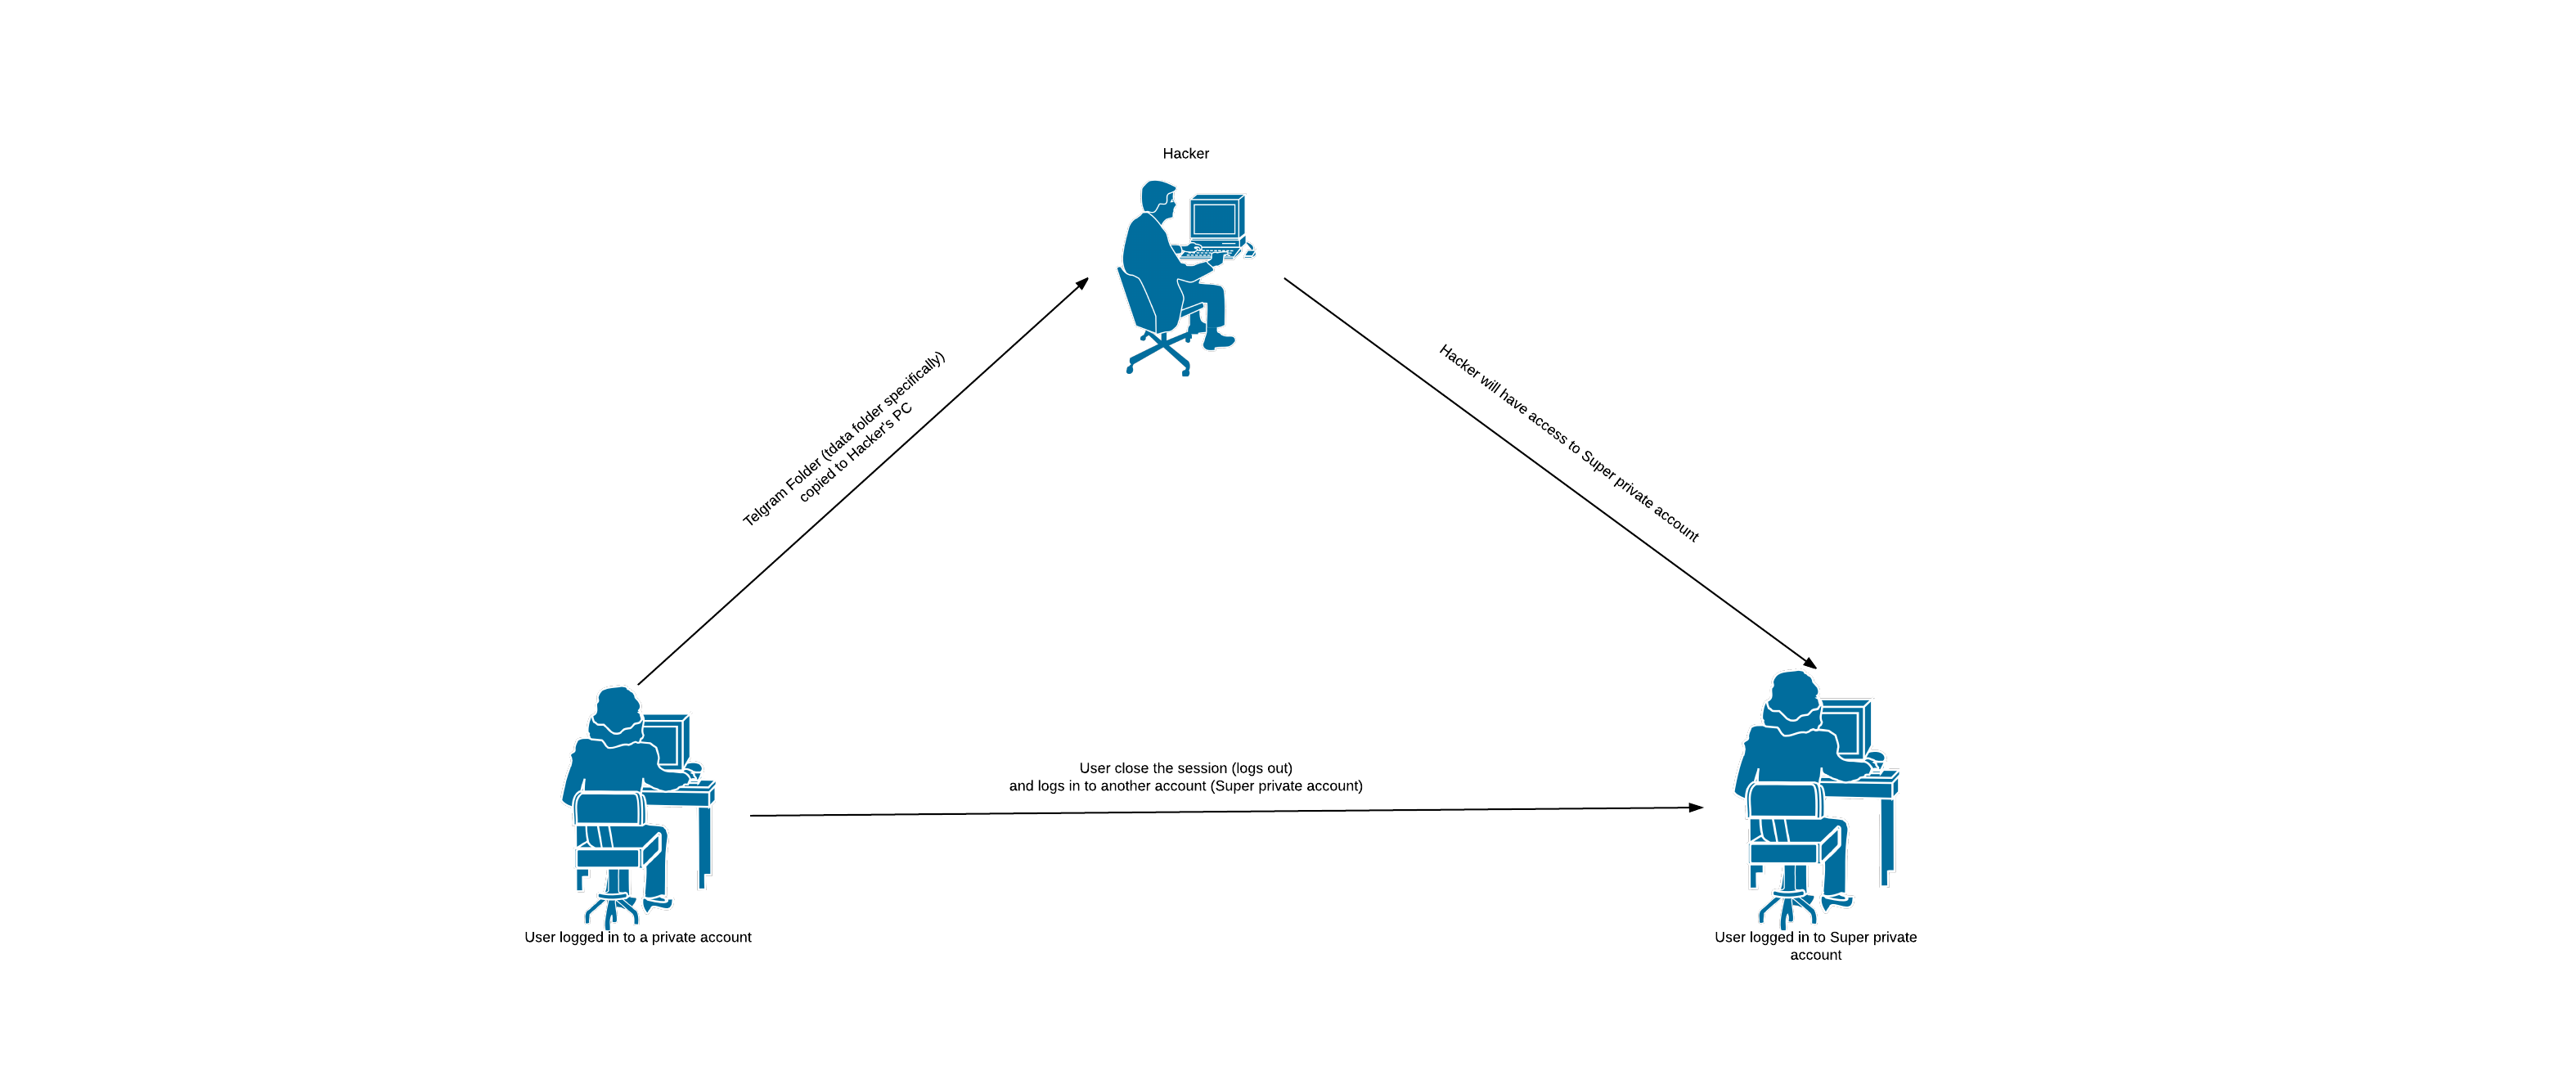 Hacker
Telgram Folder (tdata folder specifically)
copied to Hacker's PC
Hacker will have access to Super private account
User close the session (logs out)
and logs in to another account (Super private account)
User logged in to a private account
User logged in to Super private
account